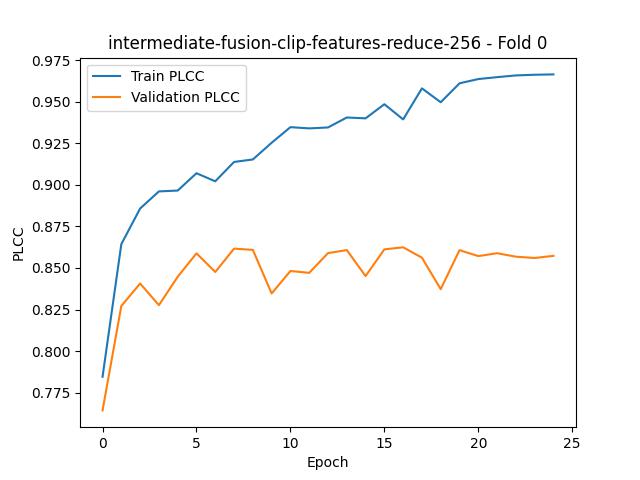 intermediate-fusion-clip-features-reduce-256 - Fold 0
Train PLCC
Validation PLCC
PLCC
0.975
0.950
0.925
0.900
0.875
0.850
0.825
0.800
0.775
0 5 10 15 20 25
Epoch